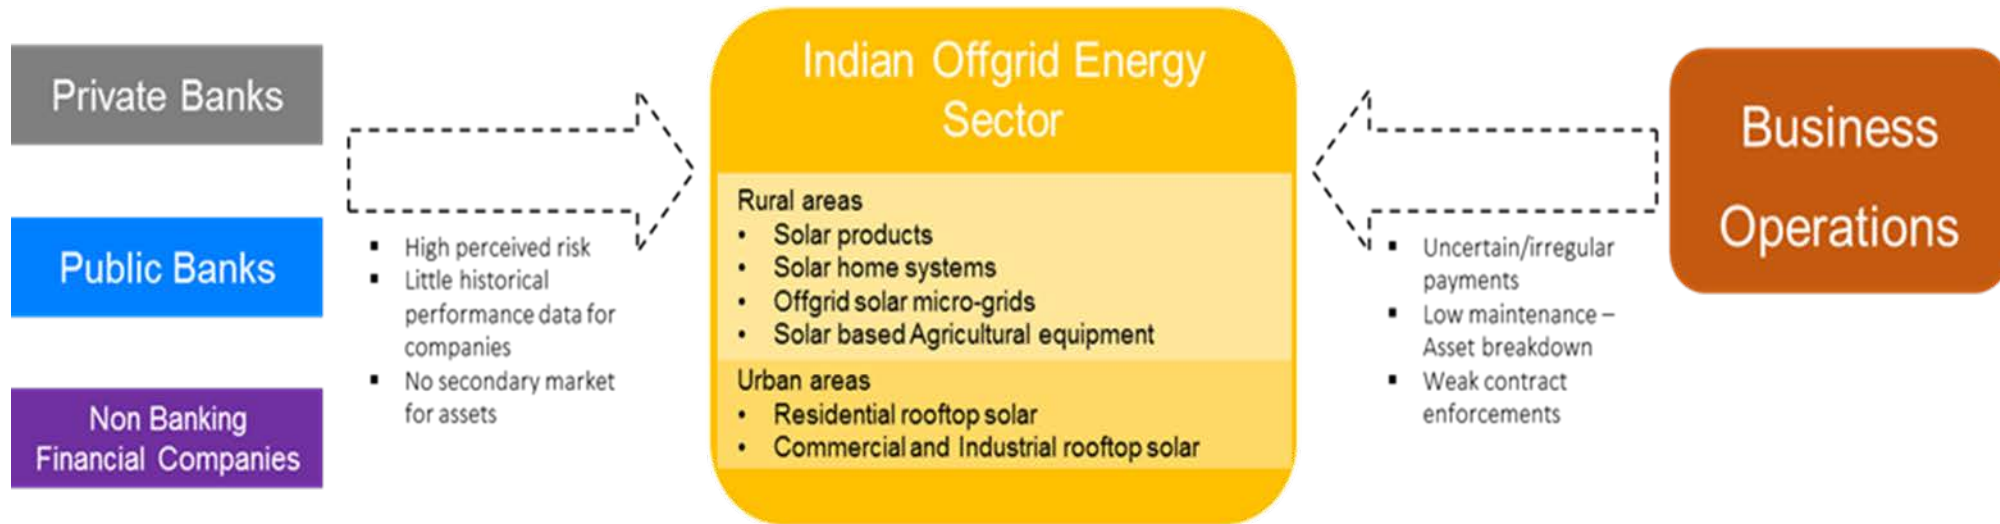 Private Banks
Public Banks
Non Banking
Financial Companies
▪ High perceived risk
▪ Little historical
performance data for
companies
▪ No secondary market
for assets
Indian Offgrid Energy
Sector
Rural areas
• Solar products
• Solar home systems
• Offgrid solar micro-grids
• Solar based Agricultural equipment
Urban areas
• Residential rooftop solar
• Commercial and Industrial rooftop solar
▪ Uncertain/irregular
payments
▪ Low maintenance –
Asset breakdown
▪ Weak contract
enforcements
Business
Operations